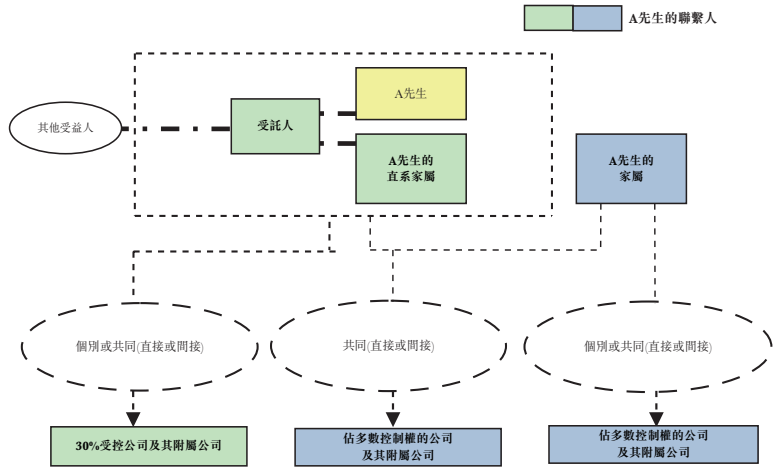 A先生的聯繫人
A先生
其他受益人
受託人
A先生的
直系家屬
A先生的
家屬
個別或共同(直接或間接)
共同(直接或間接)
個別或共同(直接或間接)
30%受控公司及其附屬公司
佔多數控制權的公司
及其附屬公司
佔多數控制權的公司
及其附屬公司